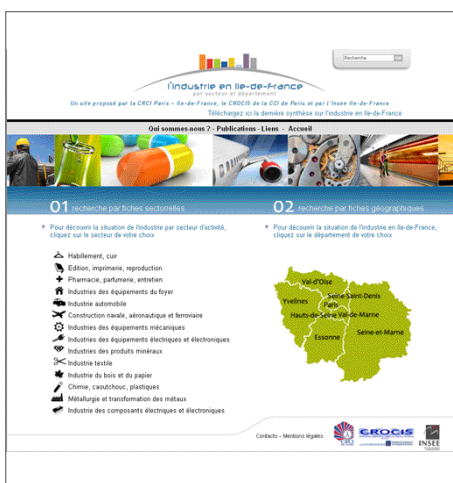 Recherche
l'industrie en Ile-de-France
par secteur et département
Un site proposé par la CRCI Paris - Ile-de-France, le CROCIS de la CCI de Paris et par l'Insee Ile-de-France
Téléchargez ici la dernière synthèse sur l'industrie en Ile-de-France
Qui sommes-nous ? - Publications - Liens - Accueil
01 recherche par fiches sectorielles
Pour découvrir la situation de l'industrie par secteur d'activité,
cliquez sur le secteur de votre choix
Habillement, cuir
Edition, imprimerie, reproduction
Pharmacie, parfumerie, entretien
Industries des équipements du foyer
Industrie automobile
Construction navale, aéronautique et ferroviaire
Industries des équipements mécaniques
Industries des équipements électriques et électroniques
Industries des produits minéraux
Industrie textile
Industrie du bois et du papier
Chimie, caoutchouc, plastiques
Métallurgie et transformation des métaux
Industrie des composants électriques et électroniques
02 recherche par fiches géographiques
Pour découvrir la situation de l'industrie en Ile-de-France,
cliquez sur le département de votre choix
Val-d'Oise
Yvelines
Seine-Saint-Denis
Paris
Hauts-de-Seine
Val-de-Marne
Essonne
Seine-et-Marne
Contacts - Mentions légales
CROCIS
INSEE